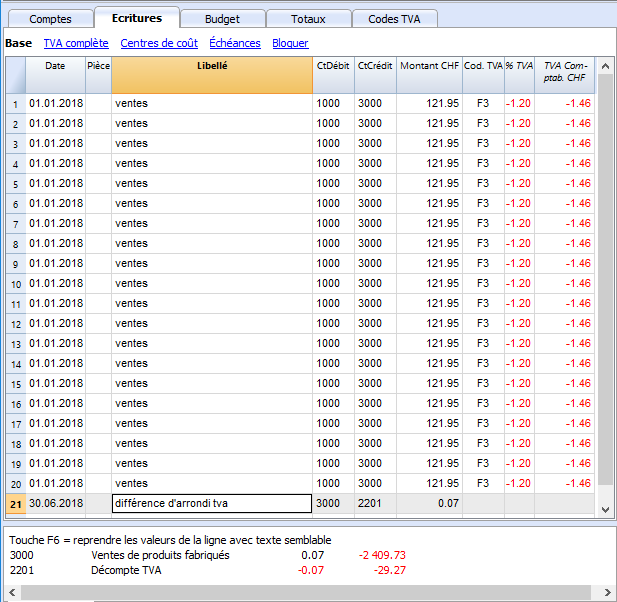 Comptes Ecritures Budget Totaux Codes TVA
Base TVA complète Centres de coût Échéances Bloquer
Date Pièce Libellé CtDébit CtCrédit Montant CHF Cod. TVA % TVA TVA Com-
ptab. CHF
1 01.01.2018 ventes 1000 3000 121.95 F3 -1.20 -1.46
2 01.01.2018 ventes 1000 3000 121.95 F3 -1.20 -1.46
3 01.01.2018 ventes 1000 3000 121.95 F3 -1.20 -1.46
4 01.01.2018 ventes 1000 3000 121.95 F3 -1.20 -1.46
5 01.01.2018 ventes 1000 3000 121.95 F3 -1.20 -1.46
6 01.01.2018 ventes 1000 3000 121.95 F3 -1.20 -1.46
7 01.01.2018 ventes 1000 3000 121.95 F3 -1.20 -1.46
8 01.01.2018 ventes 1000 3000 121.95 F3 -1.20 -1.46
9 01.01.2018 ventes 1000 3000 121.95 F3 -1.20 -1.46
10 01.01.2018 ventes 1000 3000 121.95 F3 -1.20 -1.46
11 01.01.2018 ventes 1000 3000 121.95 F3 -1.20 -1.46
12 01.01.2018 ventes 1000 3000 121.95 F3 -1.20 -1.46
13 01.01.2018 ventes 1000 3000 121.95 F3 -1.20 -1.46
14 01.01.2018 ventes 1000 3000 121.95 F3 -1.20 -1.46
15 01.01.2018 ventes 1000 3000 121.95 F3 -1.20 -1.46
16 01.01.2018 ventes 1000 3000 121.95 F3 -1.20 -1.46
17 01.01.2018 ventes 1000 3000 121.95 F3 -1.20 -1.46
18 01.01.2018 ventes 1000 3000 121.95 F3 -1.20 -1.46
19 01.01.2018 ventes 1000 3000 121.95 F3 -1.20 -1.46
20 01.01.2018 ventes 1000 3000 121.95 F3 -1.20 -1.46
21 30.06.2018 différence d'arrondi tva 3000 2201 0.07
Touche F6 = reprendre les valeurs de la ligne avec texte semblable
3000 Ventes de produits fabriqués 0.07 -2 409.73
2201 Décompte TVA -0.07 -29.27